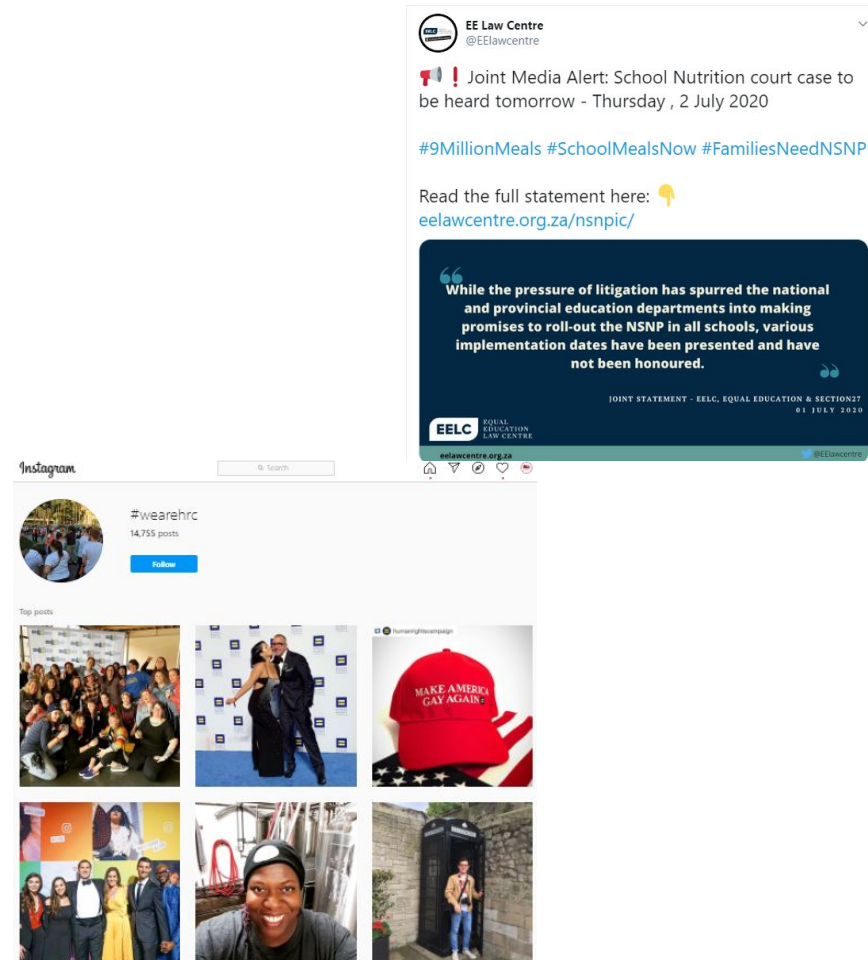 EE Law Centre
@EElawcentre
📢❗ Joint Media Alert: School Nutrition court case to
be heard tomorrow - Thursday , 2 July 2020
#9MillionMeals #SchoolMealsNow #FamiliesNeedNSNP
Read the full statement here: 👇
eelawcentre.org.za/nsnpic/
While the pressure of litigation has spurred the national
and provincial education departments into making
promises to roll-out the NSNP in all schools, various
implementation dates have been presented and have
not been honoured.
JOINT STATEMENT - EELC, EQUAL EDUCATION & SECTION27
01 JULY 2020
EELC
EQUAL
EDUCATION
LAW CENTRE
eelawcentre.org.za
@EElawcentre
Instagram
Search
#wearehrc
14,755 posts
Follow
Top posts
humanrightscampaign
MAKE AMERICA
GAY AGAIN